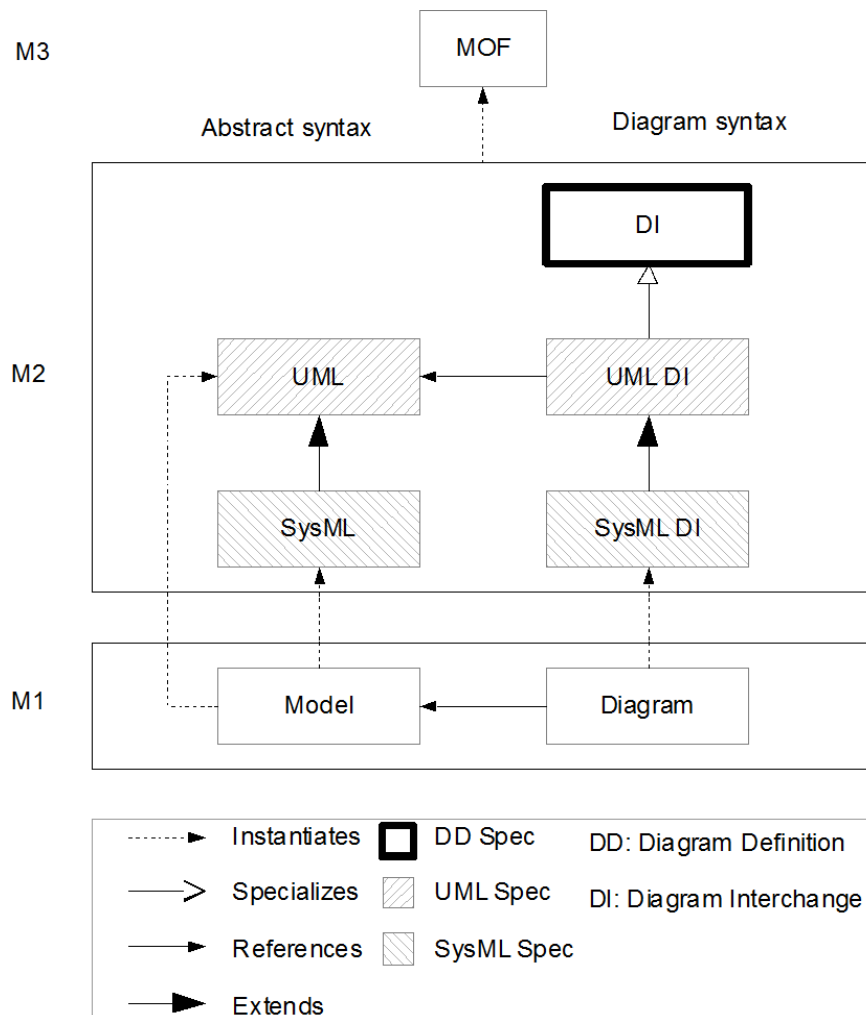 M3
MOF
Abstract syntax
Diagram syntax
DI
M2
UML
UML DI
SysML
SysML DI
M1
Model
Diagram
Instantiates
DD Spec
DD: Diagram Definition
Specializes
UML Spec
DI: Diagram Interchange
References
SysML Spec
Extends